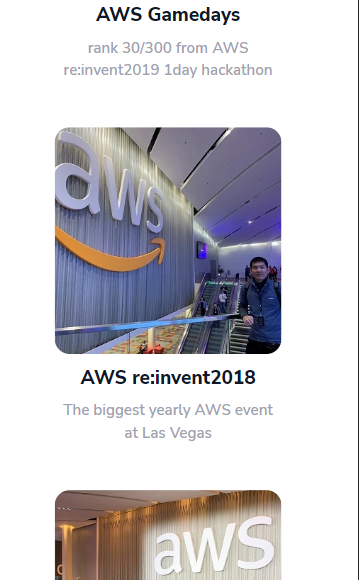 AWS Gamedays
rank 30/300 from AWS
re:invent2019 1day hackathon
aws
AWS re:invent2018
The biggest yearly AWS event
at Las Vegas
aws